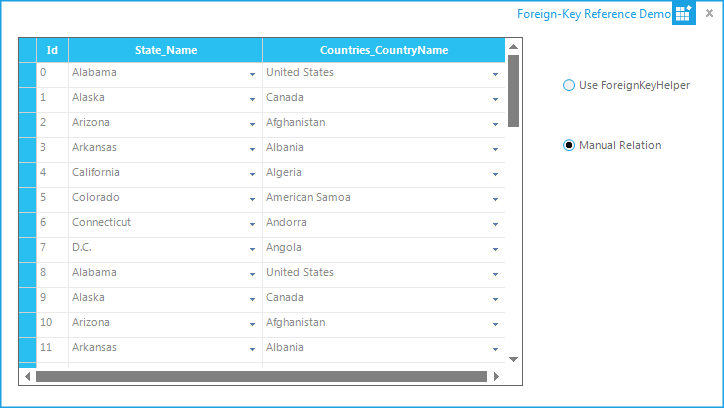 Foreign-Key Reference Demo
Id State_Name Countries_CountryName
0 Alabama United States
1 Alaska Canada
2 Arizona Afghanistan
3 Arkansas Albania
4 California Algeria
5 Colorado American Samoa
6 Connecticut Andorra
7 D.C. Angola
8 Alabama United States
9 Alaska Canada
10 Arizona Afghanistan
11 Arkansas Albania
Use ForeignKeyHelper
Manual Relation